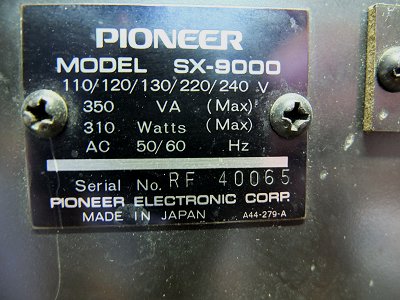 PIONEER
MODEL SX-9000
110/120/130/220/240 V
350 VA (Max)
310 Watts (Max)
AC 50/60 Hz
Serial No. RF 40065
PIONEER ELECTRONIC CORP.
MADE IN JAPAN A44-279-A